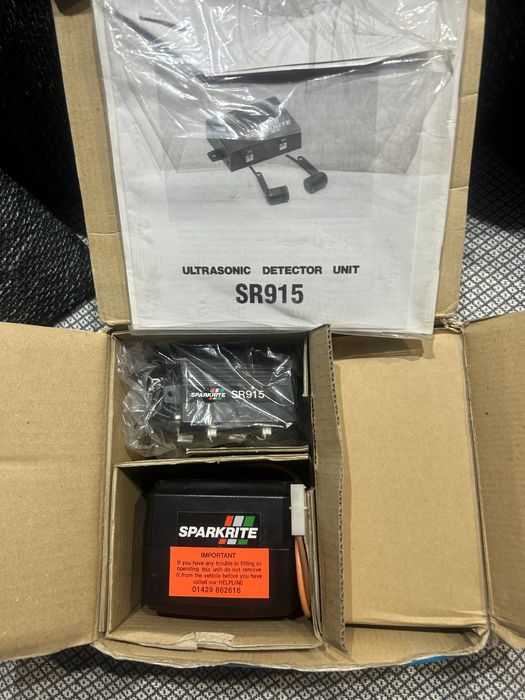 SPARKRITE
ULTRASONIC DETECTOR UNIT
SR915
SPARKRITE SR915
SPARKRITE
IMPORTANT
If you have any trouble in fitting or
operating this unit-do not remove
it from the vehicle before you have
called our HELPLINE
01429 862616